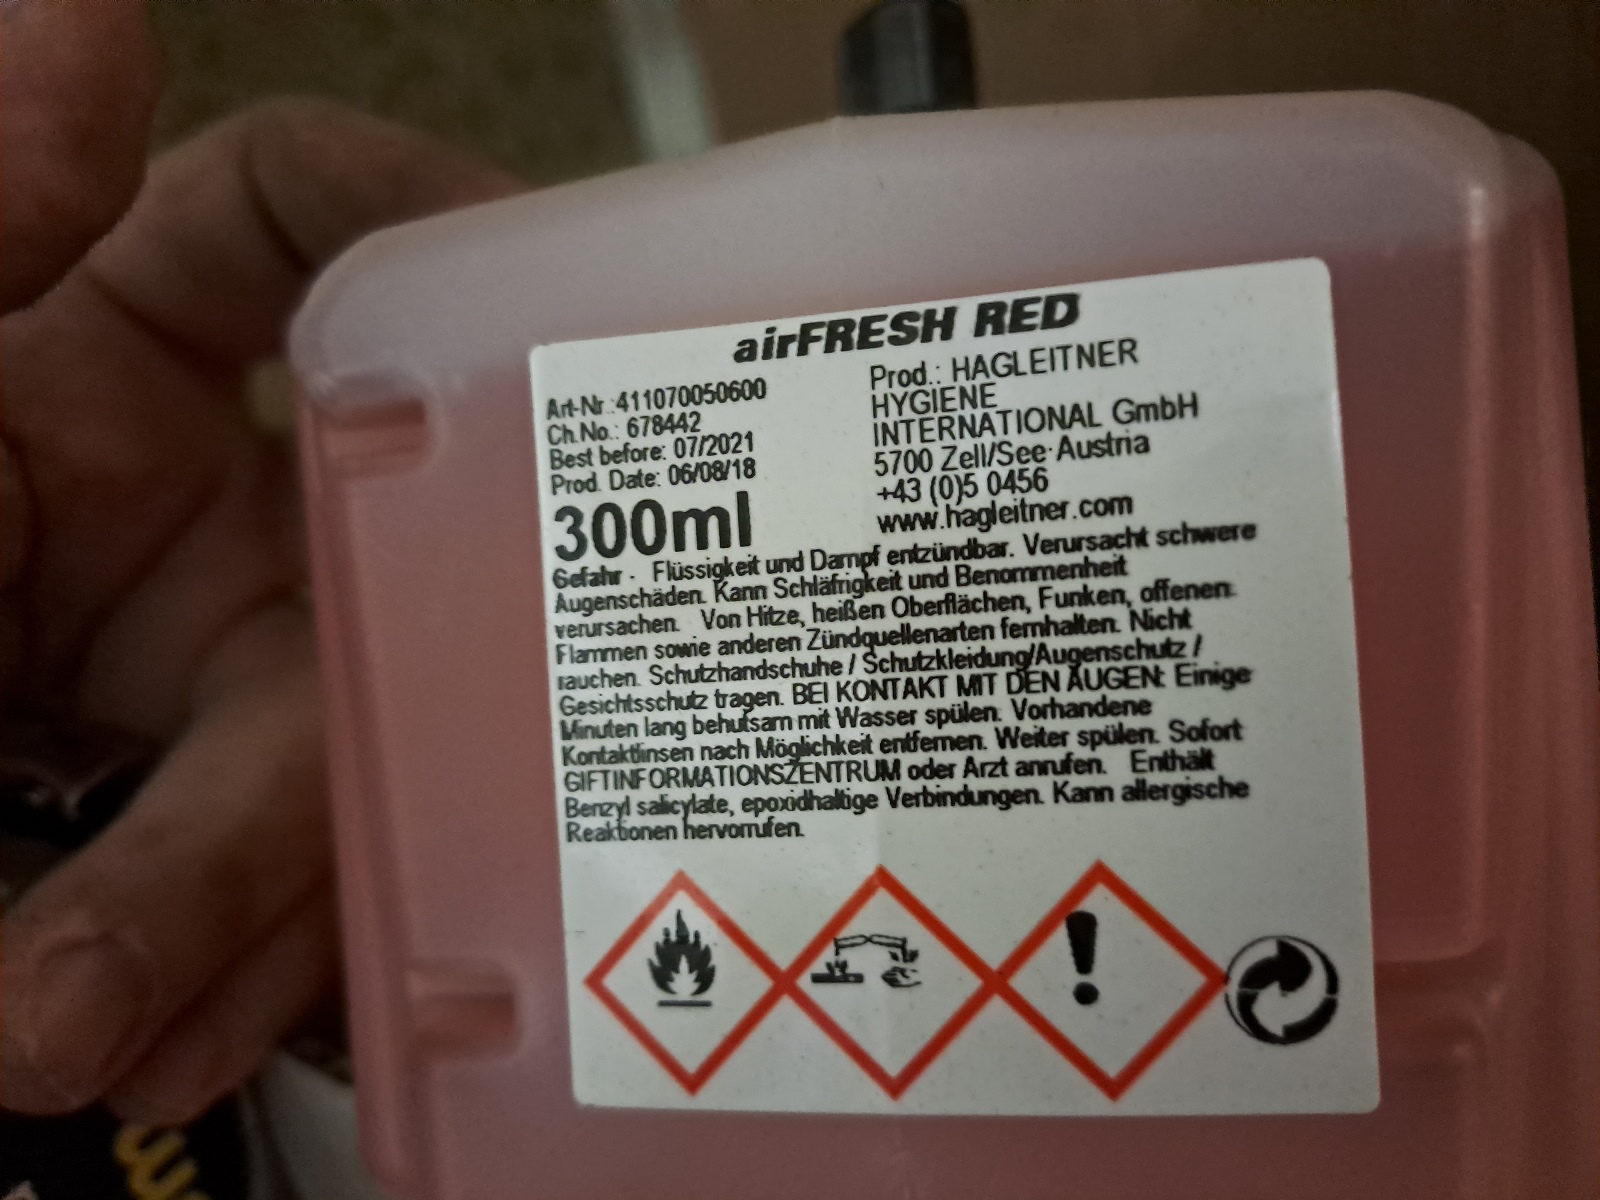 airFRESH RED
Art-Nr.:411070050600
Ch.No.: 678442
Best before: 07/2021
Prod. Date: 06/08/18
300ml
Prod.: HAGLEITNER
HYGIENE
INTERNATIONAL GmbH
5700 Zell/See-Austria
+43 (0)5 0456
www.hagleitner.com
Gefahr - Flüssigkeit und Dampf entzündbar. Verursacht schwere
Augenschäden. Kann Schläfrigkeit und Benommenheit
verursachen. Von Hitze, heißen Oberflächen, Funken, offenen
Flammen sowie anderen Zündquellenarten fernhalten. Nicht
rauchen. Schutzhandschuhe / Schutzkleidung/Augenschutz /
Gesichtsschutz tragen. BEI KONTAKT MIT DEN AUGEN: Einige
Minuten lang behutsam mit Wasser spülen. Vorhandene
Kontaktlinsen nach Möglichkeit entfernen. Weiter spülen. Sofort
GIFTINFORMATIONSZENTRUM oder Arzt anrufen. Enthält
Benzyl salicylate, epoxidhaltige Verbindungen. Kann allergische
Reaktionen hervorrufen.